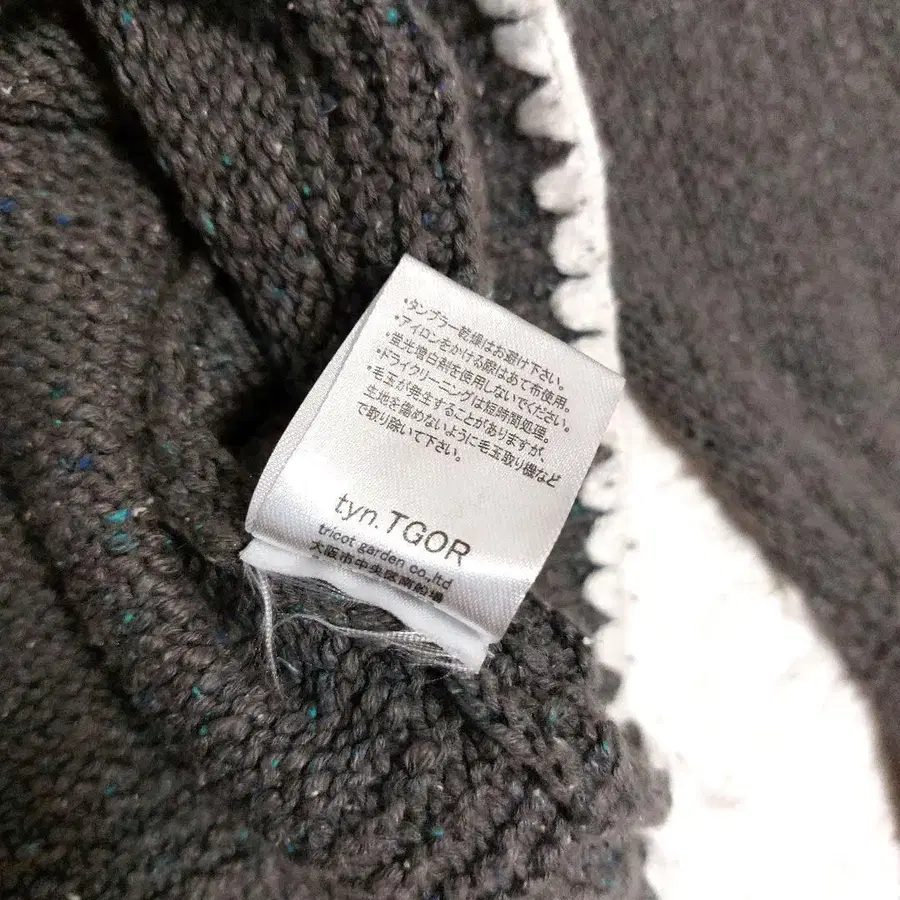 ・タンブラー乾燥はお避け下さい。
・アイロンをかける際はあて布使用。
・蛍光増白剤を使用しないでください。
・ドライクリーニングは短時間処理。
・毛玉が発生することがありますが、
生地を傷めないように毛玉取り機など
で取り除いて下さい。
tyn.TGOR
tricot garden co.,ltd
大阪市中央区南船場